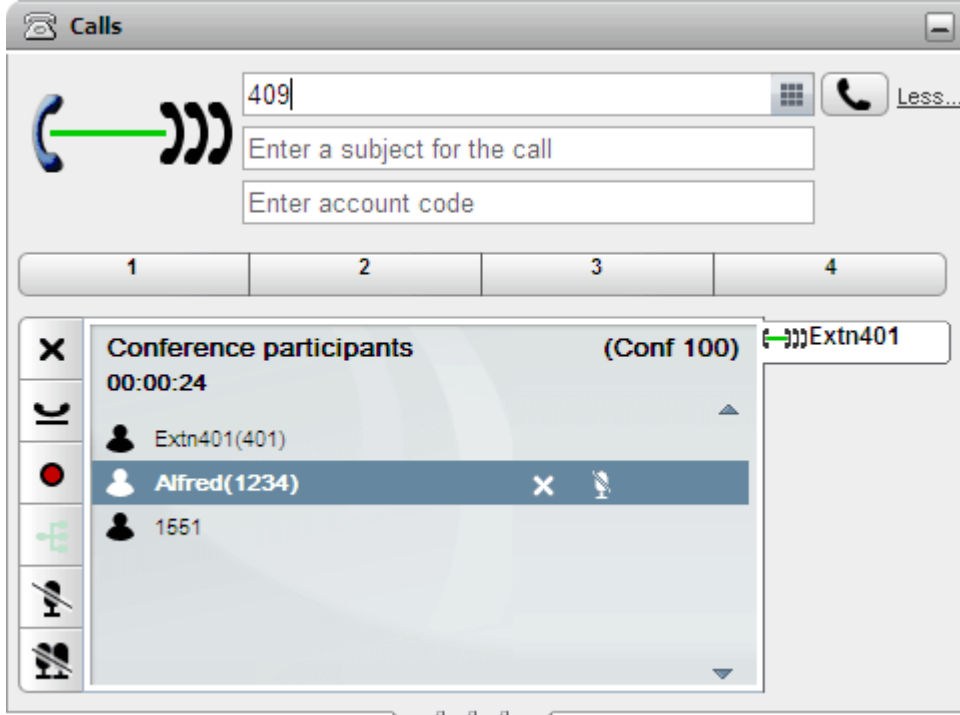 Calls
409
Less...
Enter a subject for the call
Enter account code
1 2 3 4
Conference participants (Conf 100)
00:00:24
Extn401
Extn401(401)
Alfred(1234)
1551